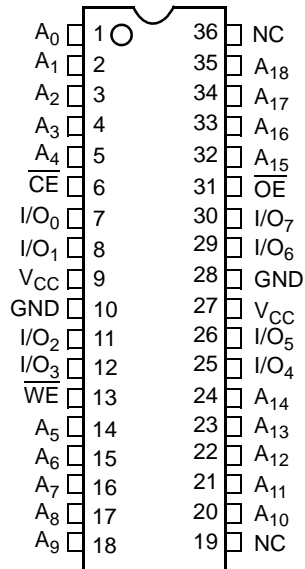 A0 1 36 NC
A1 2 35 A18
A2 3 34 A17
A3 4 33 A16
A4 5 32 A15
C̅E̅ 6 31 O̅E̅
I/O0 7 30 I/O7
I/O1 8 29 I/O6
VCC 9 28 GND
GND 10 27 VCC
I/O2 11 26 I/O5
I/O3 12 25 I/O4
W̅E̅ 13 24 A14
A5 14 23 A13
A6 15 22 A12
A7 16 21 A11
A8 17 20 A10
A9 18 19 NC